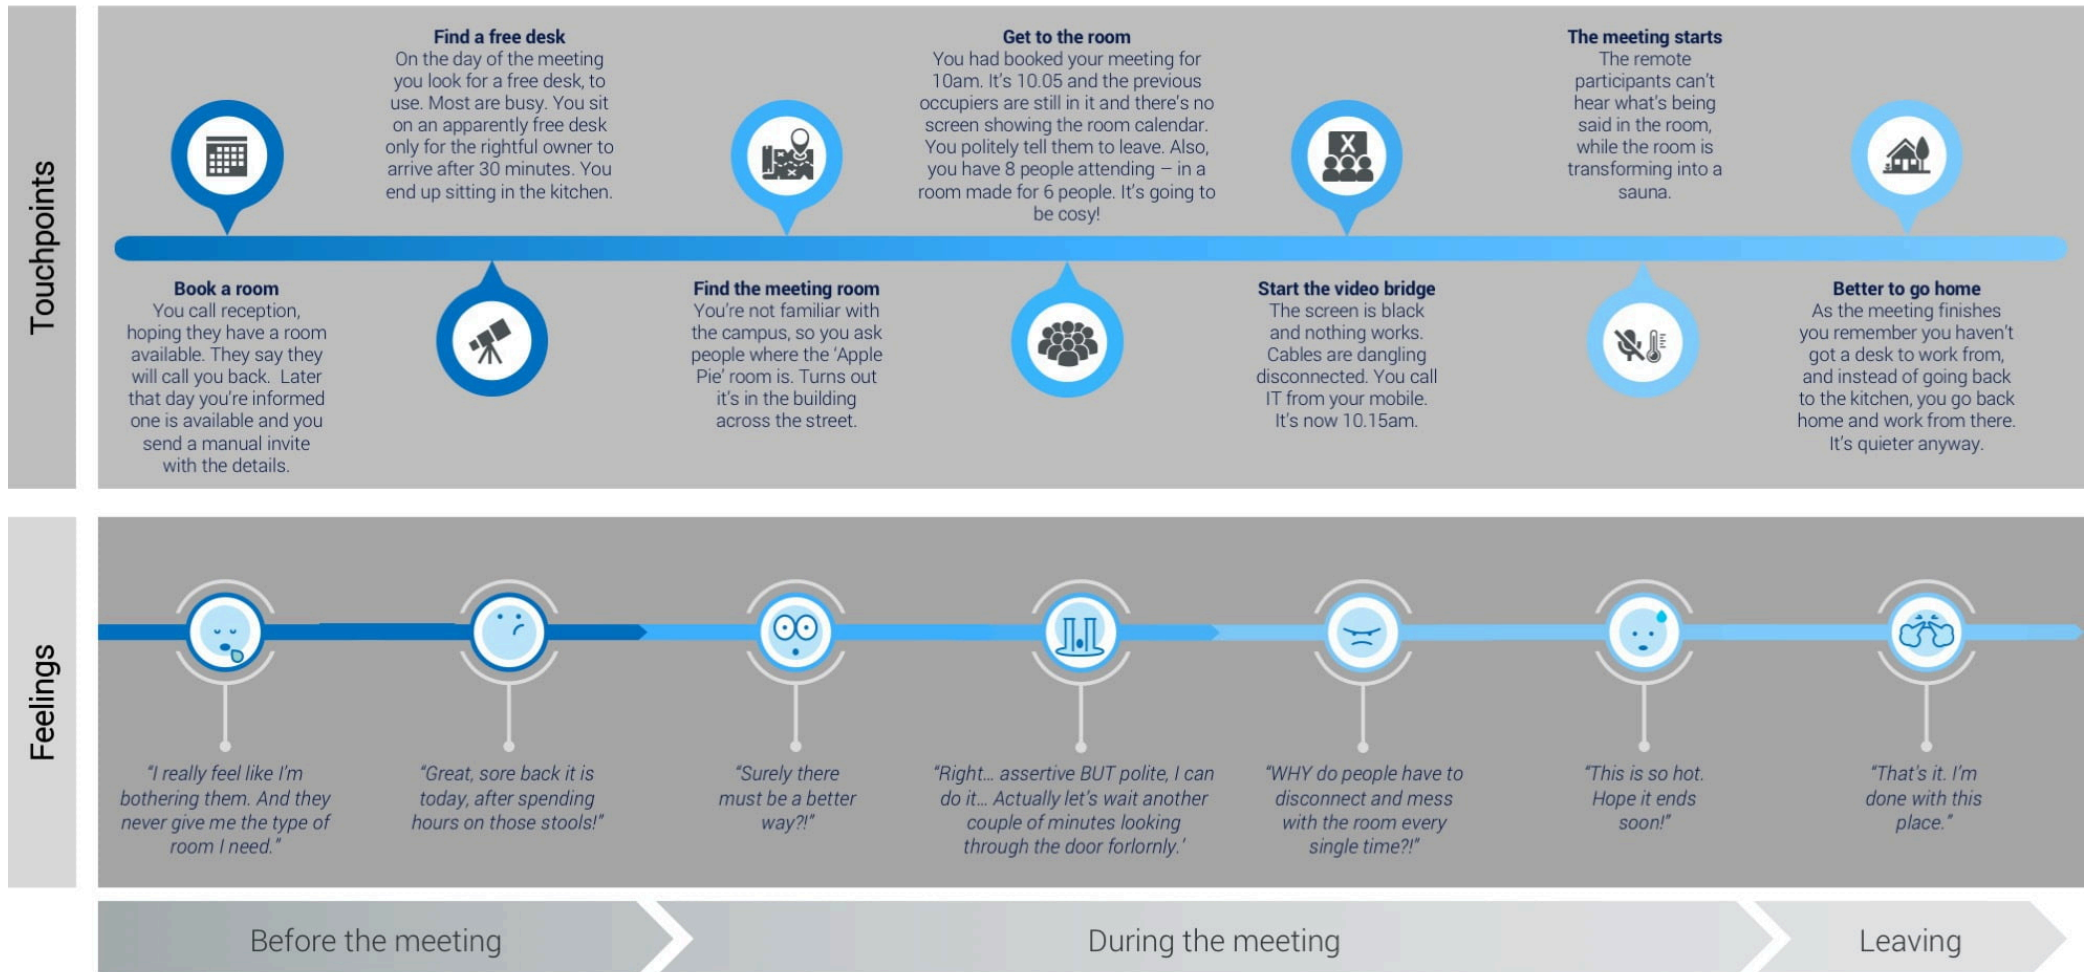 Touchpoints
Find a free desk
On the day of the meeting
you look for a free desk, to
use. Most are busy. You sit
on an apparently free desk
only for the rightful owner to
arrive after 30 minutes. You
end up sitting in the kitchen.
Get to the room
You had booked your meeting for
10am. It's 10.05 and the previous
occupiers are still in it and there's no
screen showing the room calendar.
You politely tell them to leave. Also,
you have 8 people attending – in a
room made for 6 people. It's going to
be cosy!
The meeting starts
The remote
participants can't
hear what's being
said in the room,
while the room is
transforming into a
sauna.
X
Book a room
You call reception,
hoping they have a room
available. They say they
will call you back. Later
that day you're informed
one is available and you
send a manual invite
with the details.
Find the meeting room
You're not familiar with
the campus, so you ask
people where the 'Apple
Pie' room is. Turns out
it's in the building
across the street.
Start the video bridge
The screen is black
and nothing works.
Cables are dangling
disconnected. You call
IT from your mobile.
It's now 10.15am.
Better to go home
As the meeting finishes
you remember you haven't
got a desk to work from,
and instead of going back
to the kitchen, you go back
home and work from there.
It's quieter anyway.
Feelings
"I really feel like I'm
bothering them. And they
never give me the type of
room I need."
"Great, sore back it is
today, after spending
hours on those stools!"
"Surely there
must be a better
way?!"
"Right... assertive BUT polite, I can
do it... Actually let's wait another
couple of minutes looking
through the door forlornly.'
"WHY do people have to
disconnect and mess
with the room every
single time?!"
"This is so hot.
Hope it ends
soon!"
"That's it. I'm
done with this
place."
Before the meeting
During the meeting
Leaving